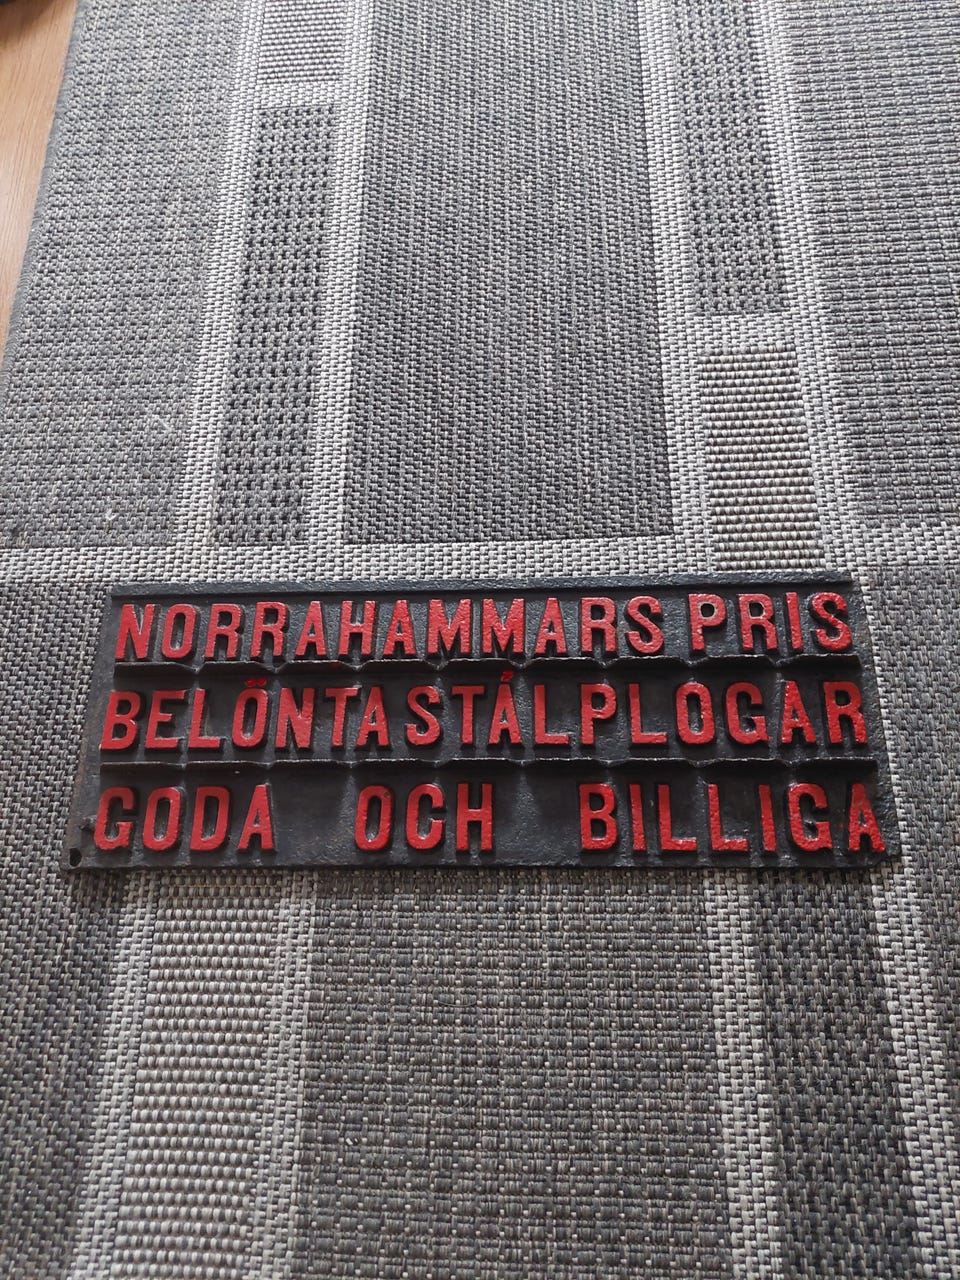 NORRAHAMMARS PRIS
BELÖNTA STÅLPLOGAR
GODA OCH BILLIGA